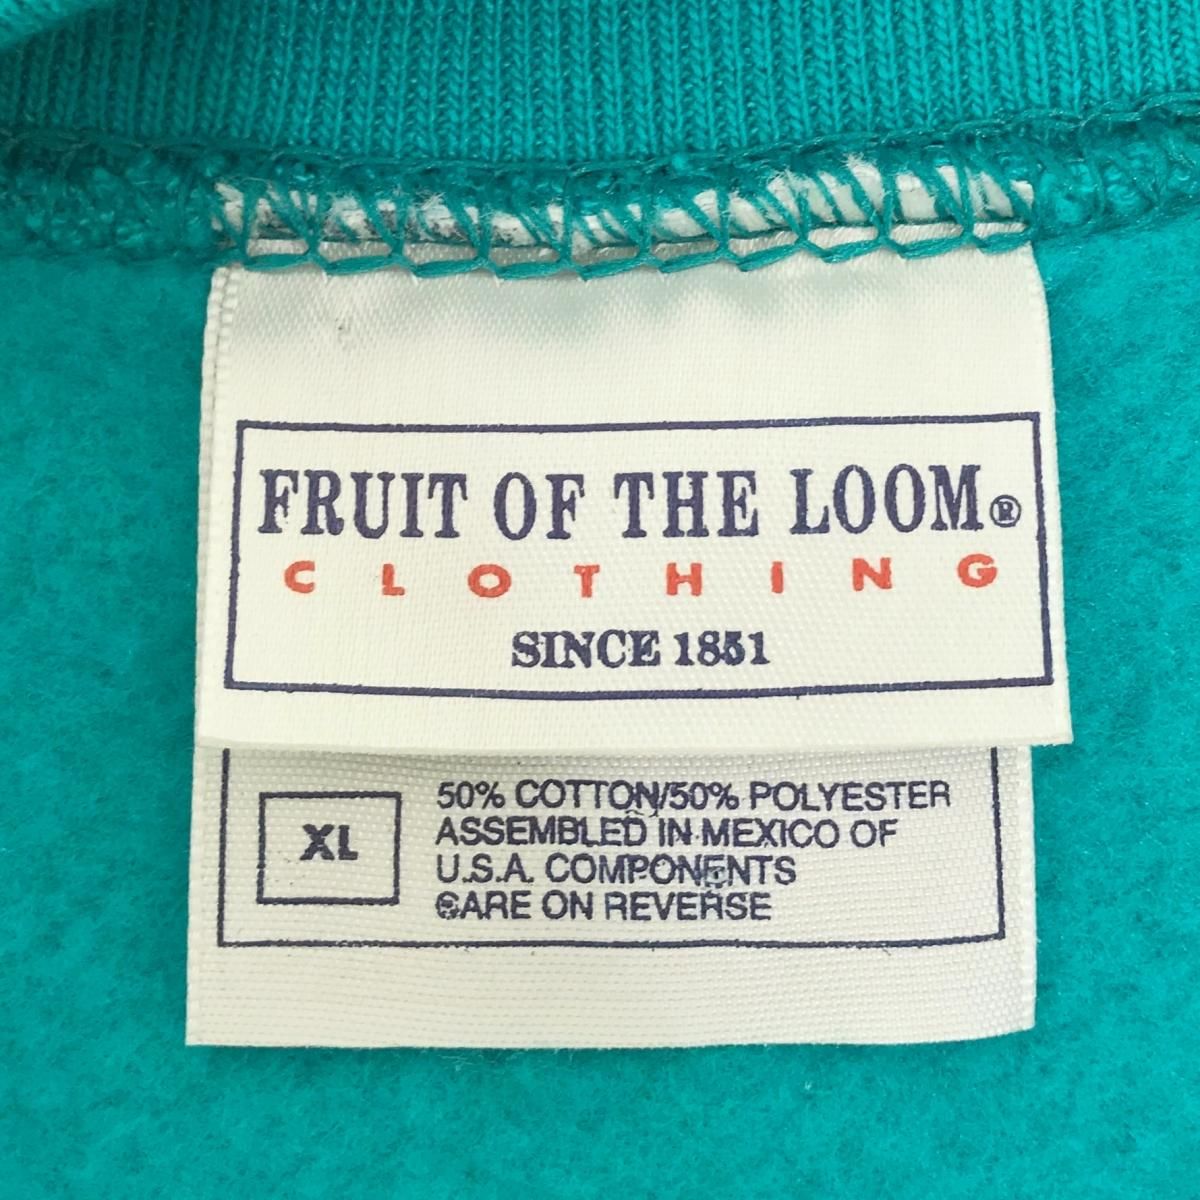 FRUIT OF THE LOOM®
CLOTHING
SINCE 1851
XL
50% COTTON/50% POLYESTER
ASSEMBLED IN MEXICO OF
U.S.A. COMPONENTS
CARE ON REVERSE